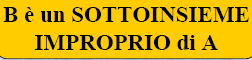 B è un SOTTOINSIEME
IMPROPRIO di A